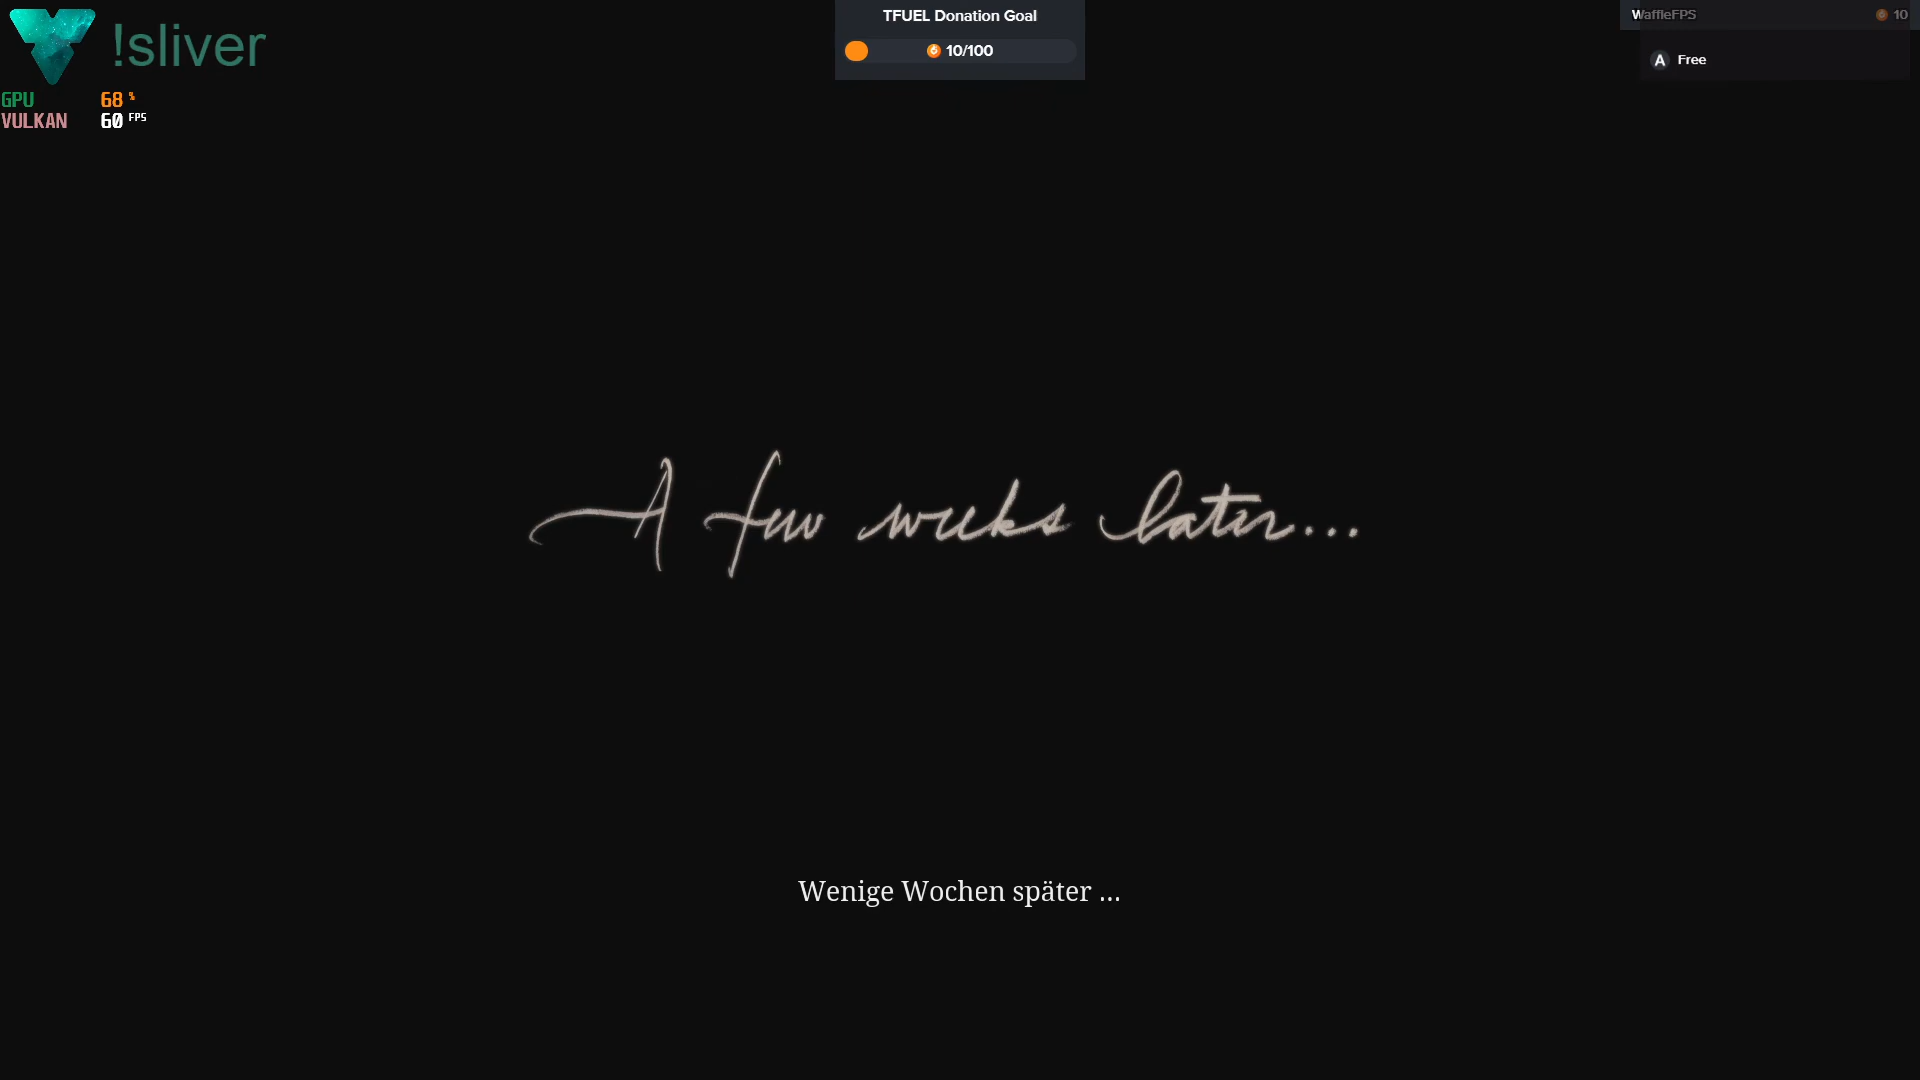 !sliver
TFUEL Donation Goal
10/100
WaffleFPS 10
A Free
GPU 68 %
VULKAN 60 FPS
A few weeks later...
Wenige Wochen später ...